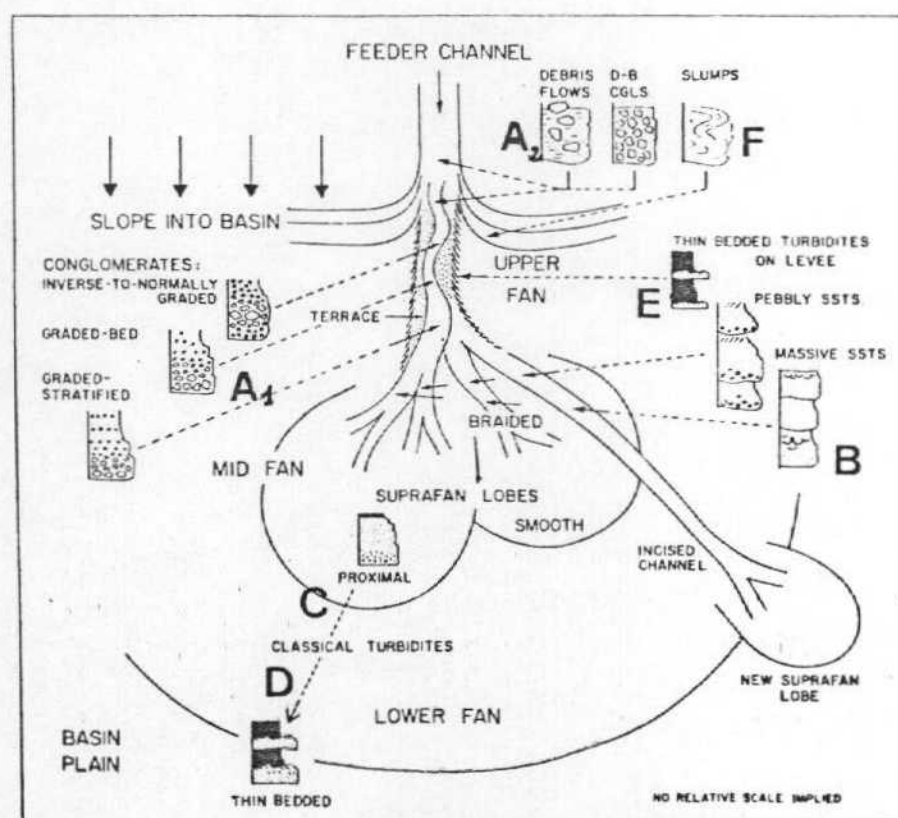 FEEDER CHANNEL
DEBRIS FLOWS
D-B CGLS.
SLUMPS
A2
F
SLOPE INTO BASIN
CONGLOMERATES:
INVERSE-TO-NORMALLY
GRADED
UPPER
FAN
THIN BEDDED TURBIDITES
ON LEVEE
E
PEBBLY SSTS.
TERRACE
GRADED-BED
MASSIVE SSTS
A1
GRADED-
STRATIFIED
BRAIDED
B
MID FAN
SUPRAFAN LOBES
SMOOTH
INCISED
CHANNEL
PROXIMAL
C
CLASSICAL TURBIDITES
D
NEW SUPRAFAN
LOBE
LOWER FAN
BASIN
PLAIN
THIN BEDDED
NO RELATIVE SCALE IMPLIED